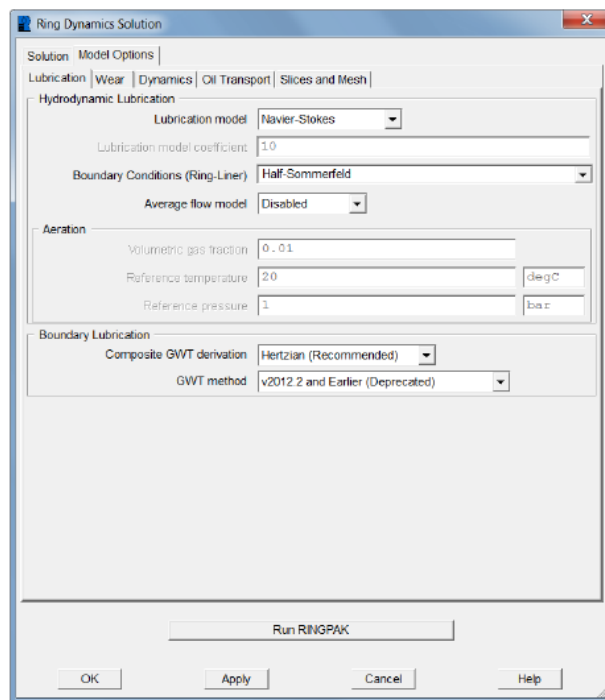 Ring Dynamics Solution
Solution Model Options
Lubrication Wear Dynamics Oil Transport Slices and Mesh
Hydrodynamic Lubrication
Lubrication model Navier-Stokes
Lubrication model coefficient 10
Boundary Conditions (Ring-Liner) Half-Sommerfeld
Average flow model Disabled
Aeration
Volumetric gas fraction 0.01
Reference temperature 20 degC
Reference pressure 1 bar
Boundary Lubrication
Composite GWT derivation Hertzian (Recommended)
GWT method v2012.2 and Earlier (Deprecated)
Run RINGPAK
OK Apply Cancel Help